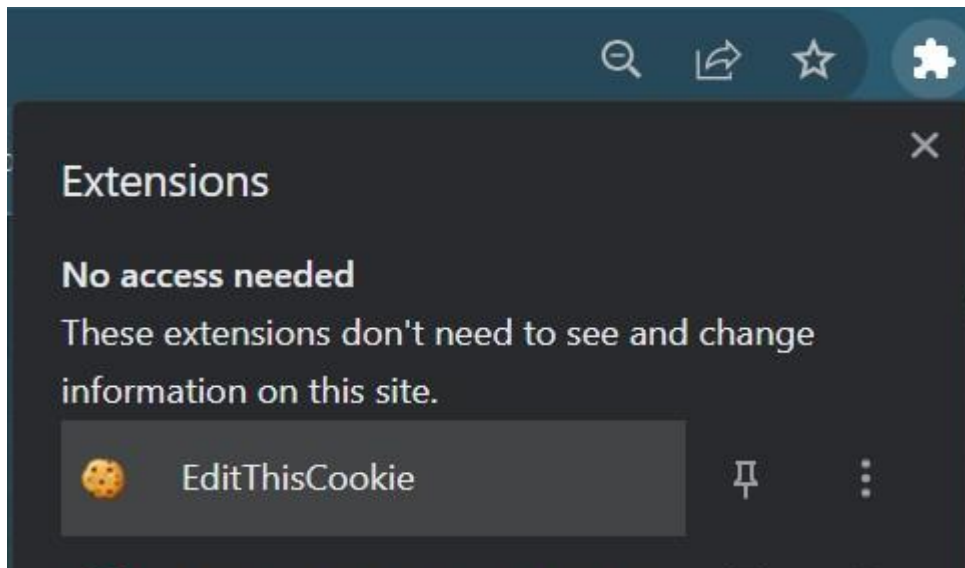 Extensions
No access needed
These extensions don't need to see and change
information on this site.
EditThisCookie